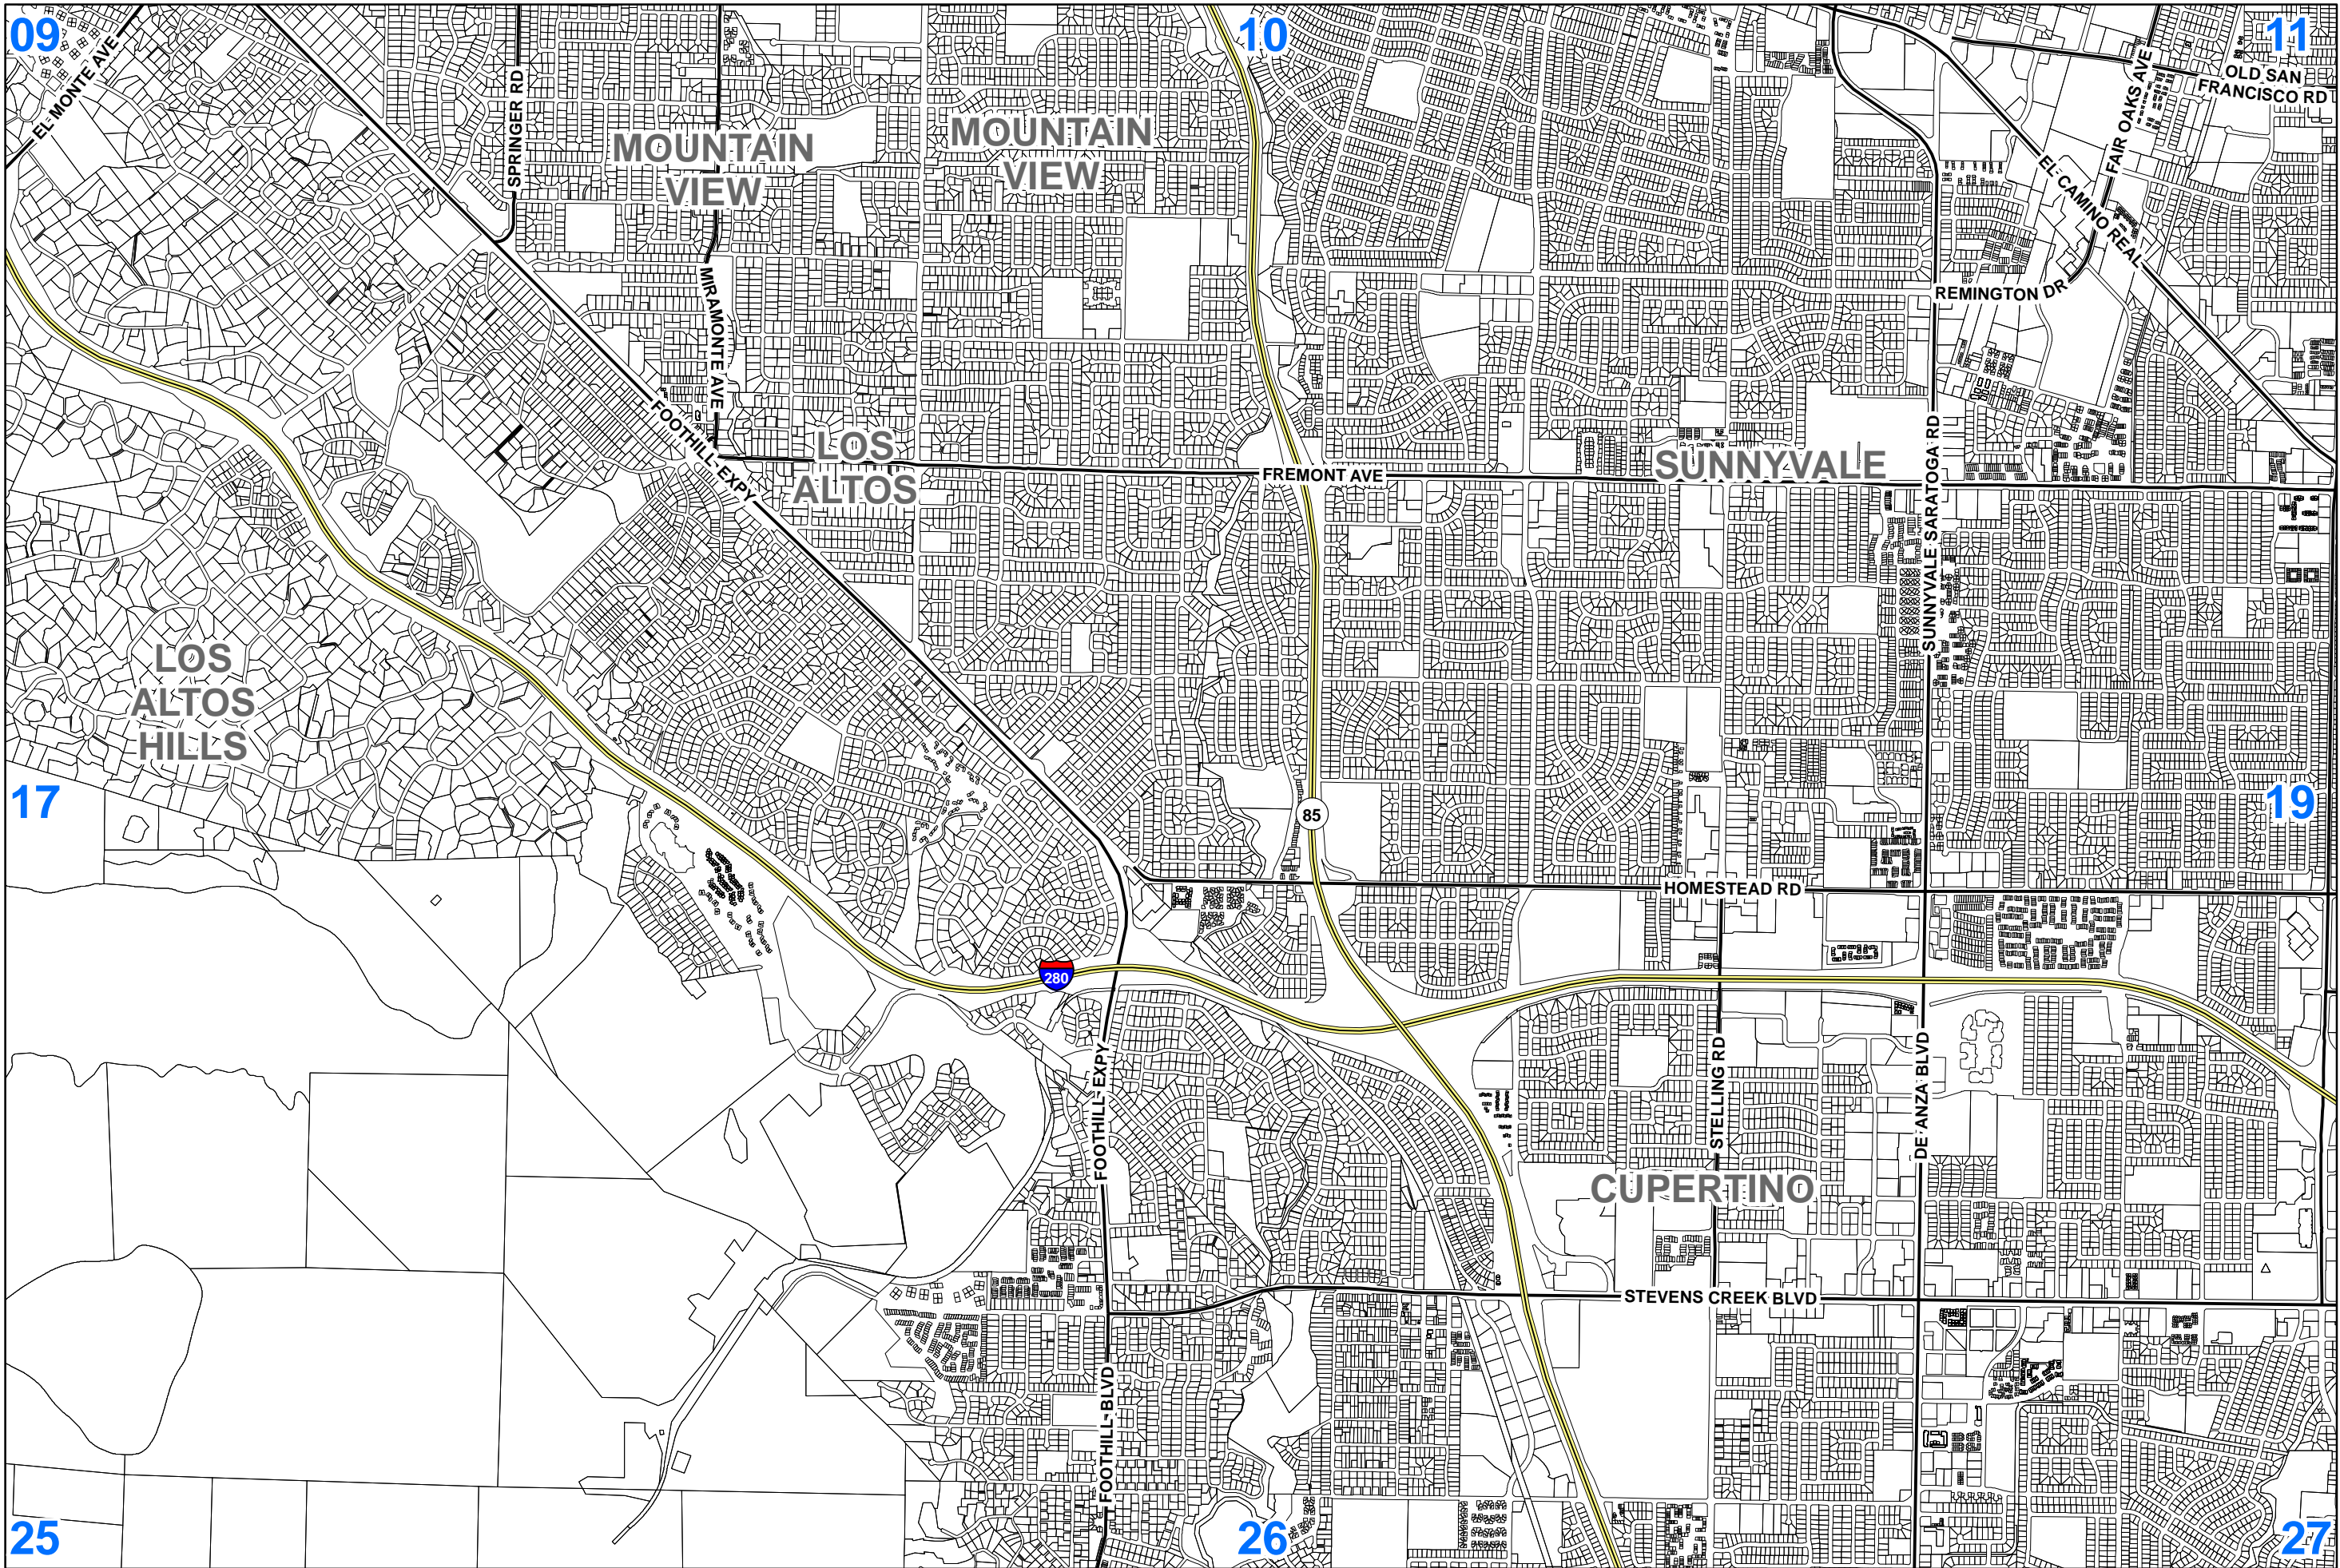 09
10
11
EL MONTE AVE
SPRINGER RD
MOUNTAIN
VIEW
MOUNTAIN
VIEW
OLD SAN
FRANCISCO RD
FAIR OAKS AVE
EL CAMINO REAL
REMINGTON DR
MIRAMONTE AVE
FOOTHILL EXPY
LOS
ALTOS
FREMONT AVE
SUNNYVALE
SUNNYVALE SARATOGA RD
LOS
ALTOS
HILLS
17
85
19
HOMESTEAD RD
280
FOOTHILL EXPY
STELLING RD
DE ANZA BLVD
CUPERTINO
STEVENS CREEK BLVD
FOOTHILL BLVD
25
26
27